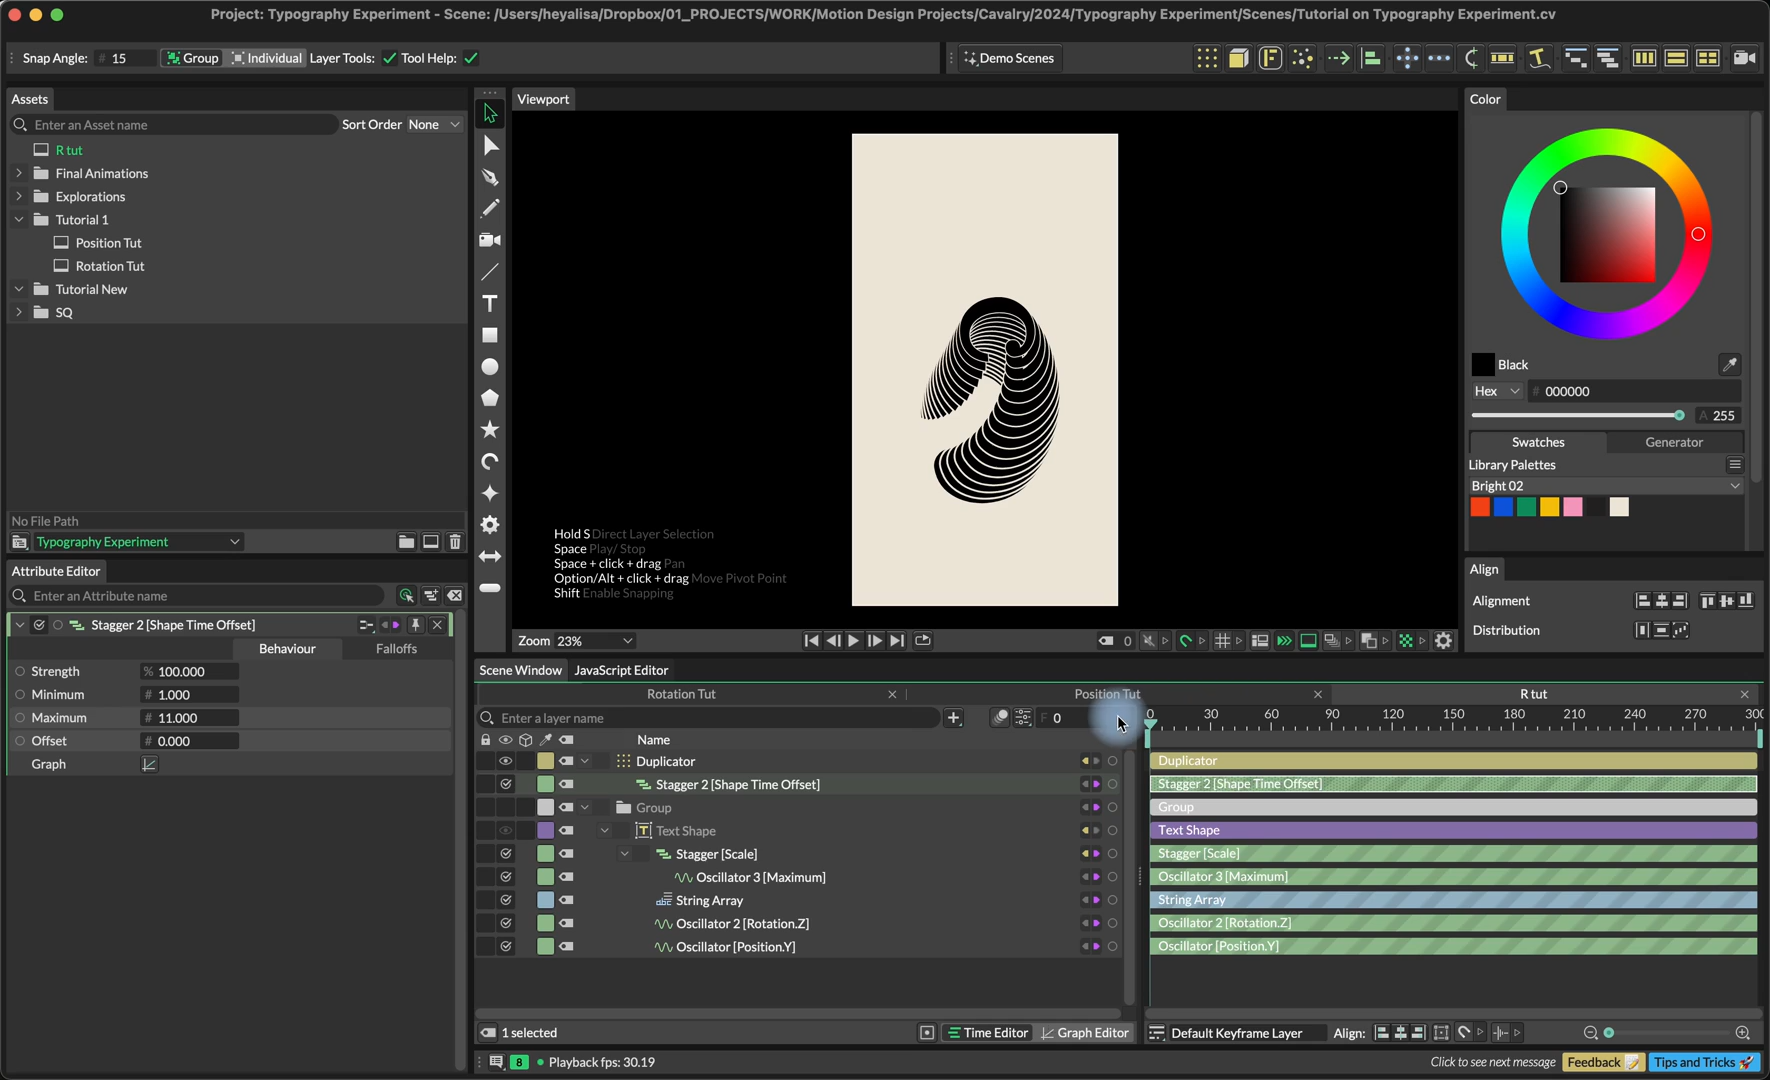 Project: Typography Experiment - Scene: /Users/heyalisa/Dropbox/01_PROJECTS/WORK/Motion Design Projects/Cavalry/2024/Typography Experiment/Scenes/Tutorial on Typography Experiment.cv
Snap Angle: # 15 Group Individual Layer Tools: Tool Help: Demo Scenes
Assets
Enter an Asset name Sort Order None
R tut
Final Animations
Explorations
Tutorial 1
Position Tut
Rotation Tut
Tutorial New
SQ
No File Path
Typography Experiment
Attribute Editor
Enter an Attribute name
Stagger 2 [Shape Time Offset]
Behaviour Falloffs
Strength % 100.000
Minimum # 1.000
Maximum # 11.000
Offset # 0.000
Graph
Viewport
Hold S Direct Layer Selection
Space Play/ Stop
Space + click + drag Pan
Option/Alt + click + drag Move Pivot Point
Shift Enable Snapping
Zoom 23% 0
Color
Black
Hex # 000000
A 255
Swatches Generator
Library Palettes
Bright 02
Align
Alignment
Distribution
Scene Window JavaScript Editor
Rotation Tut Position Tut R tut
Enter a layer name F 0 0 30 60 90 120 150 180 210 240 270 300
Name
Duplicator Duplicator
Stagger 2 [Shape Time Offset] Stagger 2 [Shape Time Offset]
Group Group
Text Shape Text Shape
Stagger [Scale] Stagger [Scale]
Oscillator 3 [Maximum] Oscillator 3 [Maximum]
String Array String Array
Oscillator 2 [Rotation.Z] Oscillator 2 [Rotation.Z]
Oscillator [Position.Y] Oscillator [Position.Y]
1 selected Time Editor Graph Editor Default Keyframe Layer Align:
8 Playback fps: 30.19 Click to see next message Feedback 📝 Tips and Tricks 🚀